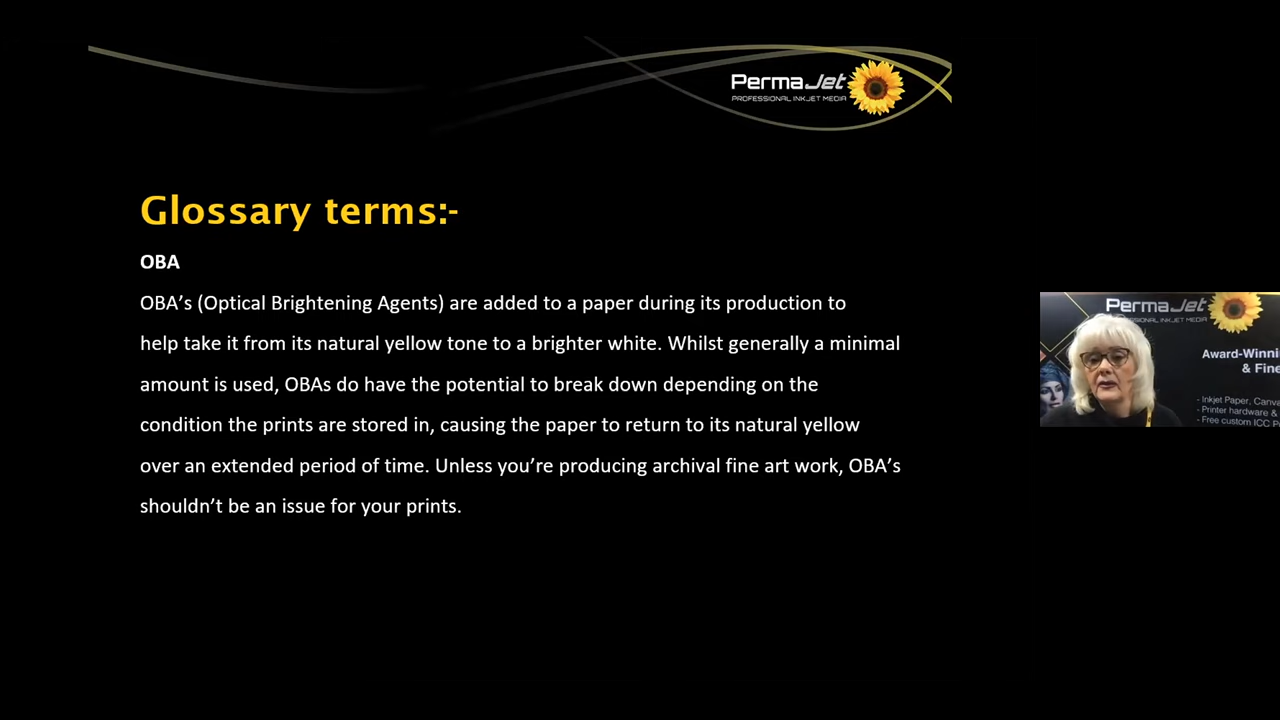 PermaJet
PROFESSIONAL INKJET MEDIA
Glossary terms:-
OBA
OBA’s (Optical Brightening Agents) are added to a paper during its production to
help take it from its natural yellow tone to a brighter white. Whilst generally a minimal
amount is used, OBAs do have the potential to break down depending on the
condition the prints are stored in, causing the paper to return to its natural yellow
over an extended period of time. Unless you’re producing archival fine art work, OBA’s
shouldn’t be an issue for your prints.
PermaJet
INKJET MEDIA
Award-Winni
& Fine
- Inkjet Paper, Canva
- Printer hardware &
- Free custom ICC P